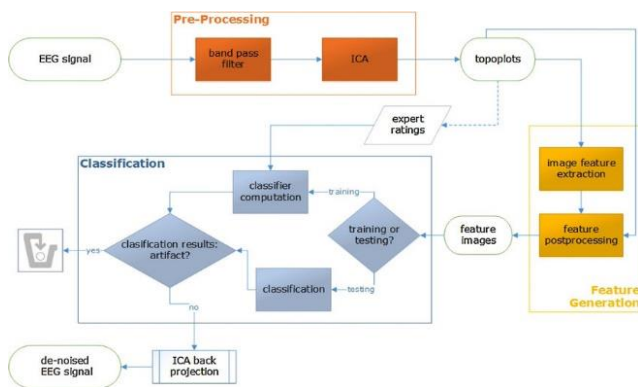 Pre-Processing
EEG signal
band pass
filter
ICA
topoplots
expert
ratings
Classification
classifier
computation
training
image feature
extraction
clasification results:
artifact?
yes
training or
testing?
feature
images
feature
postprocessing
classification
testing
Feature
Generation
no
de-noised
EEG signal
ICA back
projection